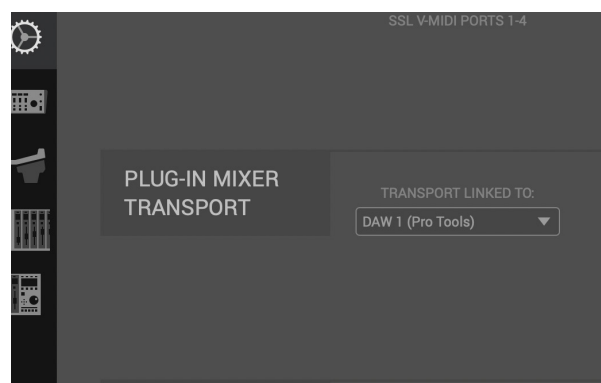 SSL V-MIDI PORTS 1-4
PLUG-IN MIXER
TRANSPORT
TRANSPORT LINKED TO:
DAW 1 (Pro Tools)